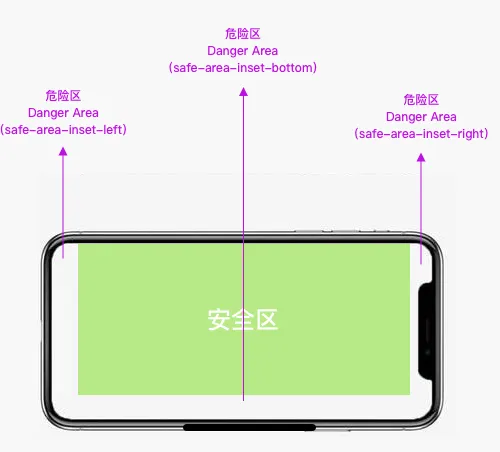 危险区
Danger Area
(safe-area-inset-bottom)
危险区
Danger Area
(safe-area-inset-left)
危险区
Danger Area
(safe-area-inset-right)
安全区